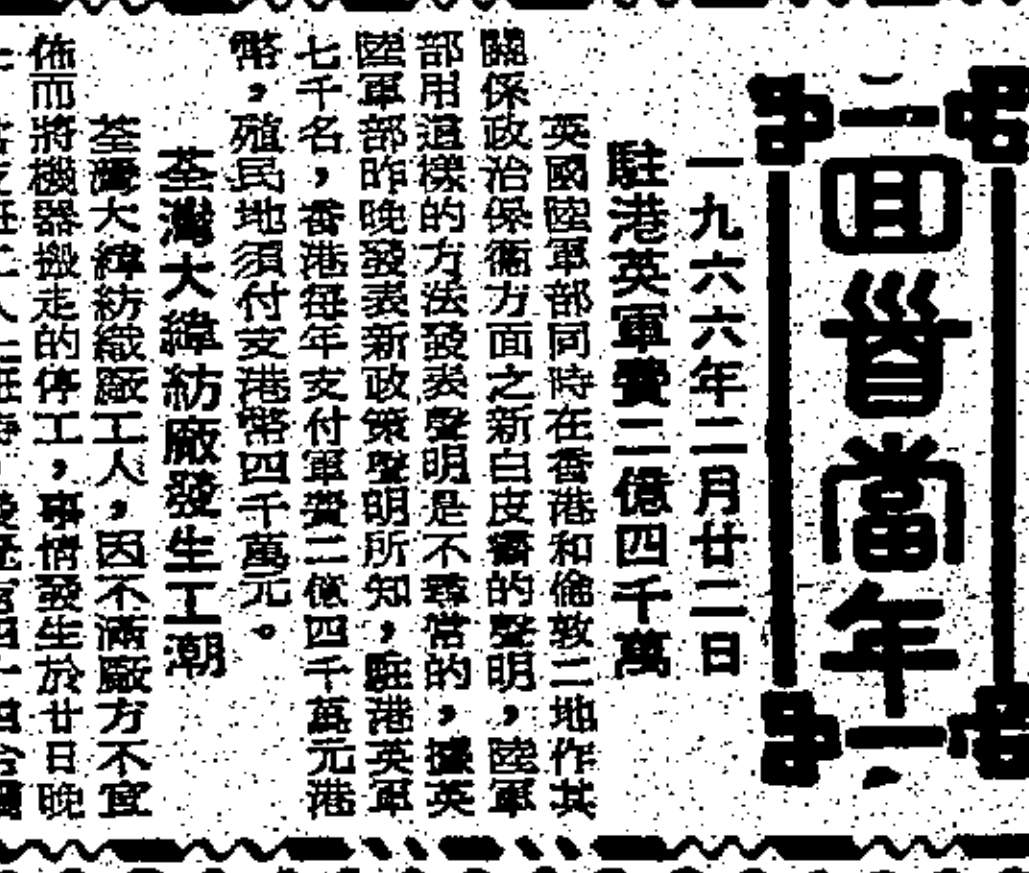 回首當年
一九六六年二月廿二日
駐港英軍費二億四千萬
英國陸軍部同時在香港和倫敦二地作其
關係政治保衞方面之新白皮書的聲明，陸軍
部用這樣的方法發表聲明是不尋常的，據英
陸軍部昨晚發表新政策聲明所知，駐港英軍
七千名，香港每年支付軍費二億四千萬元港
幣，殖民地須付支港幣四千萬元。
荃灣大緯紡廠發生工潮
荃灣大緯紡織廠工人，因不滿廠方不宣
佈而將機器搬走的停工，事情發生於廿日晚